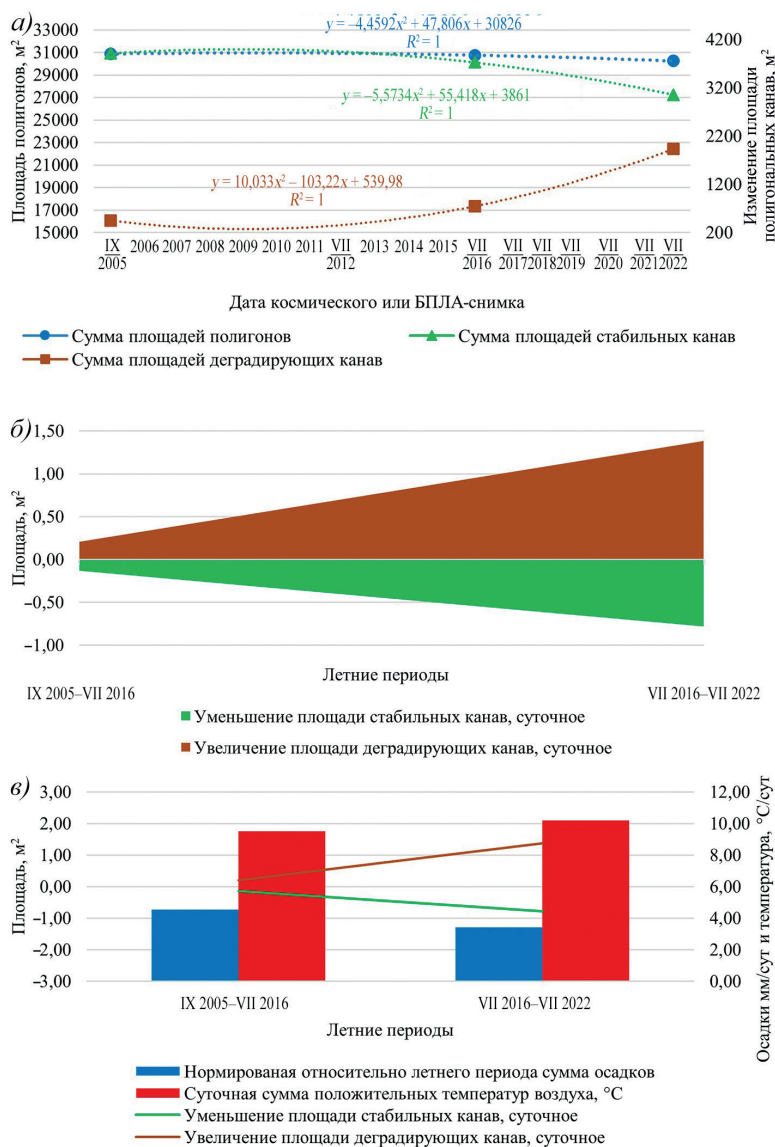 а)
y = –4,4592x² + 47,806x + 30826
R² = 1
y = –5,5734x² + 55,418x + 3861
R² = 1
y = 10,033x² – 103,22x + 539,98
R² = 1
Площадь полигонов, м²
33000
31000
29000
27000
25000
23000
21000
19000
17000
15000
4200
3200
2200
1200
200
Изменение площади
полигональных канав, м²
IX 2005 2006 2007 2008 2009 2010 2011 VII 2012 2013 2014 2015 VII 2016 VII 2017 VII 2018 VII 2019 VII 2020 VII 2021 VII 2022
Дата космического или БПЛА-снимка
Сумма площадей полигонов
Сумма площадей стабильных канав
Сумма площадей деградирующих канав
б)
Площадь, м²
1,50
1,00
0,50
0,00
–0,50
–1,00
Летние периоды
IX 2005–VII 2016 VII 2016–VII 2022
Уменьшение площади стабильных канав, суточное
Увеличение площади деградирующих канав, суточное
в)
Площадь, м²
3,00
2,00
1,00
0,00
–1,00
–2,00
–3,00
12,00
10,00
8,00
6,00
4,00
2,00
0,00
Осадки мм/сут и температура, °С/сут
IX 2005–VII 2016 VII 2016–VII 2022
Летние периоды
Нормированая относительно летнего периода сумма осадков
Суточная сумма положительных температур воздуха, °С
Уменьшение площади стабильных канав, суточное
Увеличение площади деградирующих канав, суточное